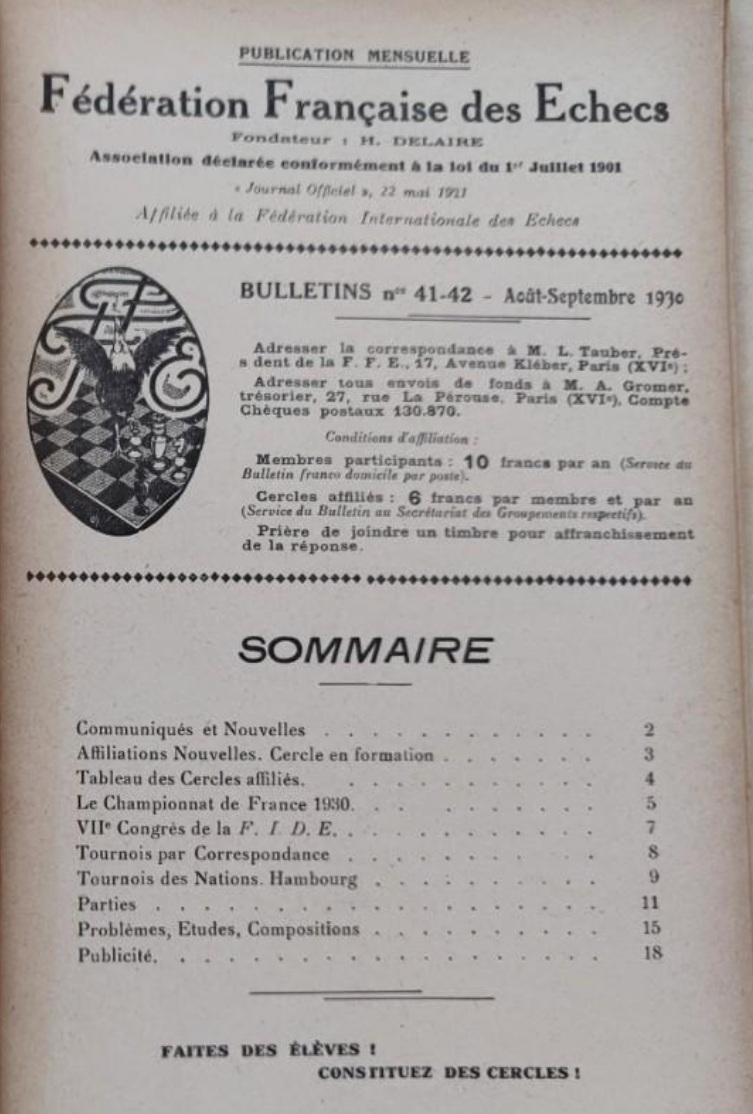 PUBLICATION MENSUELLE
Fédération Française des Echecs
Fondateur : H. DELAIRE
Association déclarée conformément à la loi du 1er Juillet 1901
« Journal Officiel », 22 mai 1921
Affiliée à la Fédération Internationale des Echecs
BULLETINS nos 41-42 - Août-Septembre 1930
Adresser la correspondance à M. L. Tauber, Pré-
s dent de la F. F. E., 17, Avenue Kléber, Paris (XVIe) ;
Adresser tous envois de fonds à M. A. Gromer,
trésorier, 27, rue La Pérouse, Paris (XVIe), Compte
Chèques postaux 130.870.
Conditions d'affiliation :
Membres participants : 10 francs par an (Service du
Bulletin franco domicile par poste).
Cercles affiliés : 6 francs par membre et par an
(Service du Bulletin au Secrétariat des Groupements respectifs).
Prière de joindre un timbre pour affranchissement
de la réponse.
SOMMAIRE
Communiqués et Nouvelles . . . . . . . . . . . 2
Affiliations Nouvelles. Cercle en formation . . . . . . . 3
Tableau des Cercles affiliés. . . . . . . . . . . 4
Le Championnat de France 1930. . . . . . . . . 5
VIIe Congrès de la F. I. D. E. . . . . . . . . . . 7
Tournois par Correspondance . . . . . . . . . 8
Tournois des Nations. Hambourg . . . . . . . . . 9
Parties . . . . . . . . . . . . . . . . . 11
Problèmes, Etudes, Compositions . . . . . . . . . 15
Publicité. . . . . . . . . . . . . . . . . 18
FAITES DES ÉLÈVES !
CONSTITUEZ DES CERCLES !